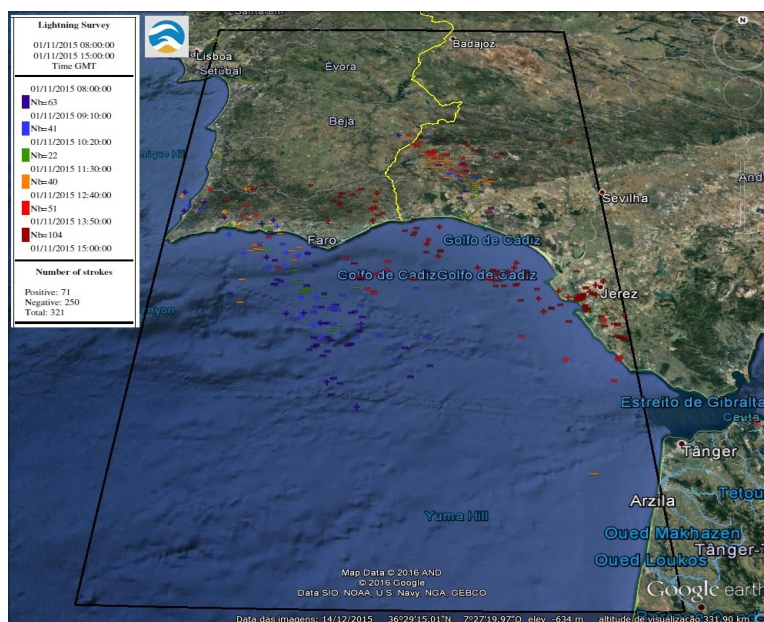 Lightning Survey
01/11/2015 08:00:00
01/11/2015 15:00:00
Time GMT
01/11/2015 08:00:00
Nb=63
01/11/2015 09:10:00
Nb=41
01/11/2015 10:20:00
Nb=22
01/11/2015 11:30:00
Nb=40
01/11/2015 12:40:00
Nb=51
01/11/2015 13:50:00
Nb=104
01/11/2015 15:00:00
Number of strokes
Positive: 71
Negative: 250
Total: 321
Santarém
Badajoz
Lisboa
Setúbal
Évora
Beja
Sevilha
Faro
Golfo de Cádiz
Golfo de Cadiz
Golfo de Cadiz
Jerez
Estreito de Gibralta
Ceuta
Tânger
Arzila
Tetou
Yuma Hill
Oued Makhazen
Oued Loukos
Tânger-
Map Data © 2016 AND
© 2016 Google
Data SIO, NOAA, U.S. Navy, NGA, GEBCO
Google earth
Data das imagens: 14/12/2015 36°29'15.01"N 7°27'19.97"O elev -634 m altitude de visualização 331.90 km